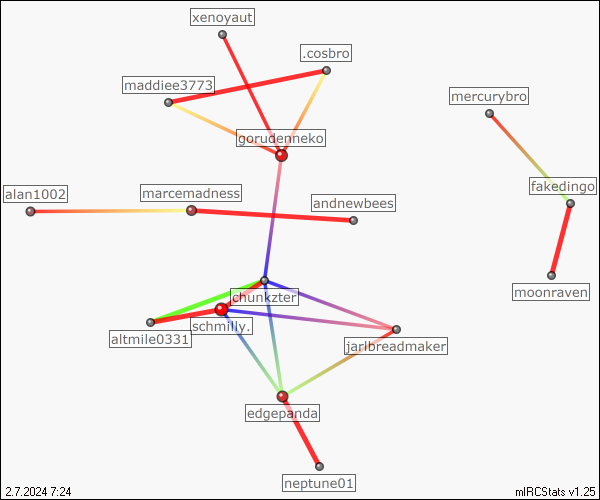 xenoyaut
.cosbro
maddiee3773
mercurybro
gorudenneko
fakedingo
alan1002
marcemadness
andnewbees
moonraven
chunkzter
schmilly.
altmile0331
jarlbreadmaker
edgepanda
neptune01
2.7.2024 7:24
mIRCStats v1.25